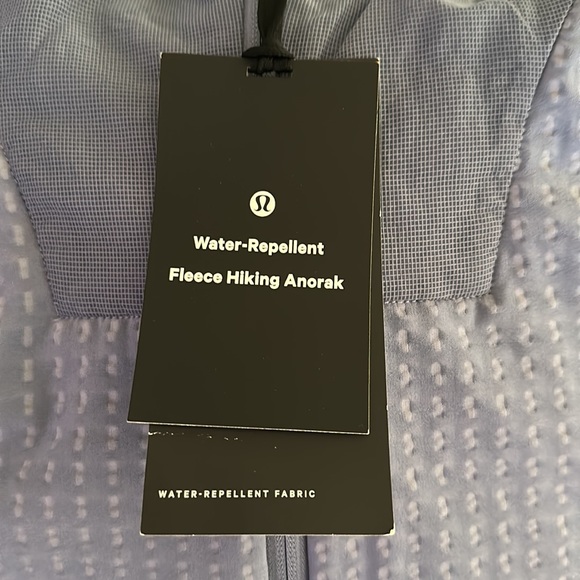 Water-Repellent
Fleece Hiking Anorak
WATER-REPELLENT FABRIC